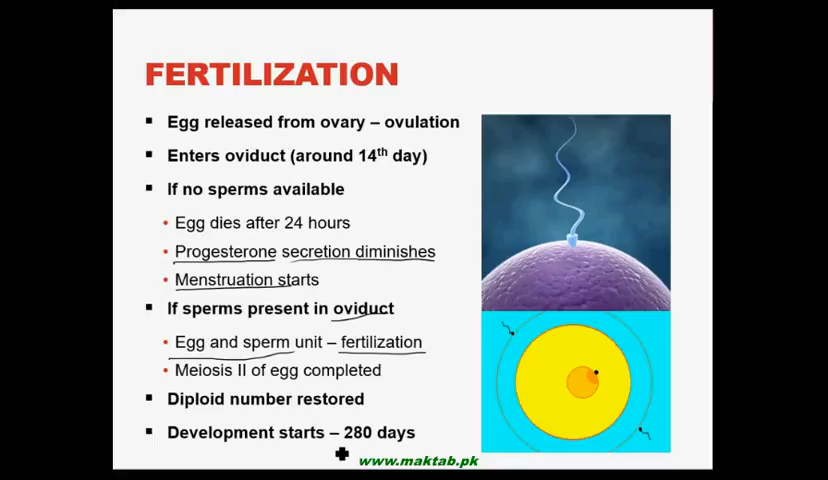 FERTILIZATION
Egg released from ovary – ovulation
Enters oviduct (around 14th day)
If no sperms available
Egg dies after 24 hours
Progesterone secretion diminishes
Menstruation starts
If sperms present in oviduct
Egg and sperm unit – fertilization
Meiosis II of egg completed
Diploid number restored
Development starts – 280 days
www.maktab.pk